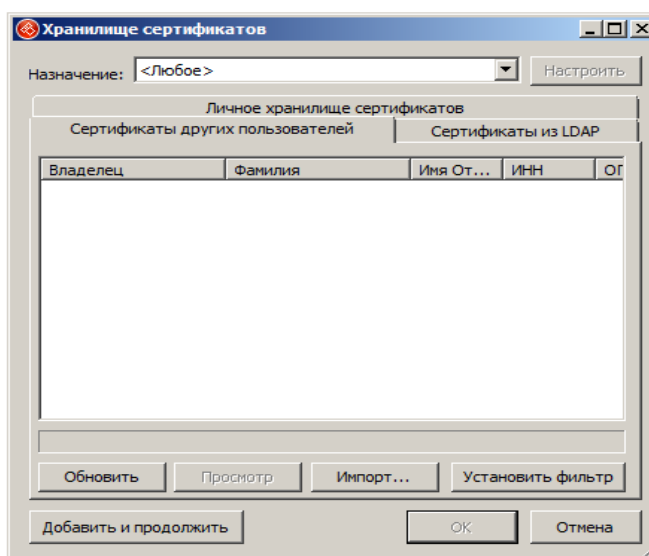 Хранилище сертификатов
Назначение: <Любое> Настроить
Личное хранилище сертификатов
Сертификаты других пользователей Сертификаты из LDAP
Владелец Фамилия Имя От... ИНН ОГ
Обновить Просмотр Импорт... Установить фильтр
Добавить и продолжить OK Отмена